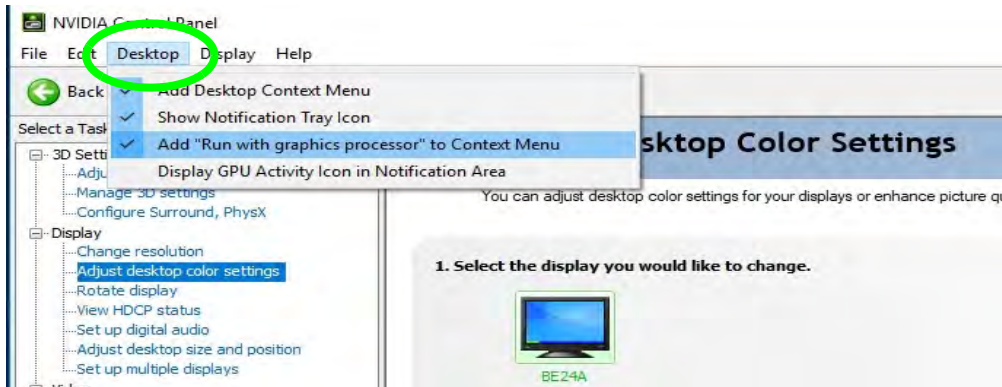 NVIDIA Control Panel
File Edit Desktop Display Help
Back
Add Desktop Context Menu
Show Notification Tray Icon
Add "Run with graphics processor" to Context Menu
Display GPU Activity Icon in Notification Area
Select a Task
sktop Color Settings
3D Setti
Adju
Manage 3D settings
Configure Surround, PhysX
Display
Change resolution
Adjust desktop color settings
Rotate display
View HDCP status
Set up digital audio
Adjust desktop size and position
Set up multiple displays
You can adjust desktop color settings for your displays or enhance picture qu
1. Select the display you would like to change.
BE24A